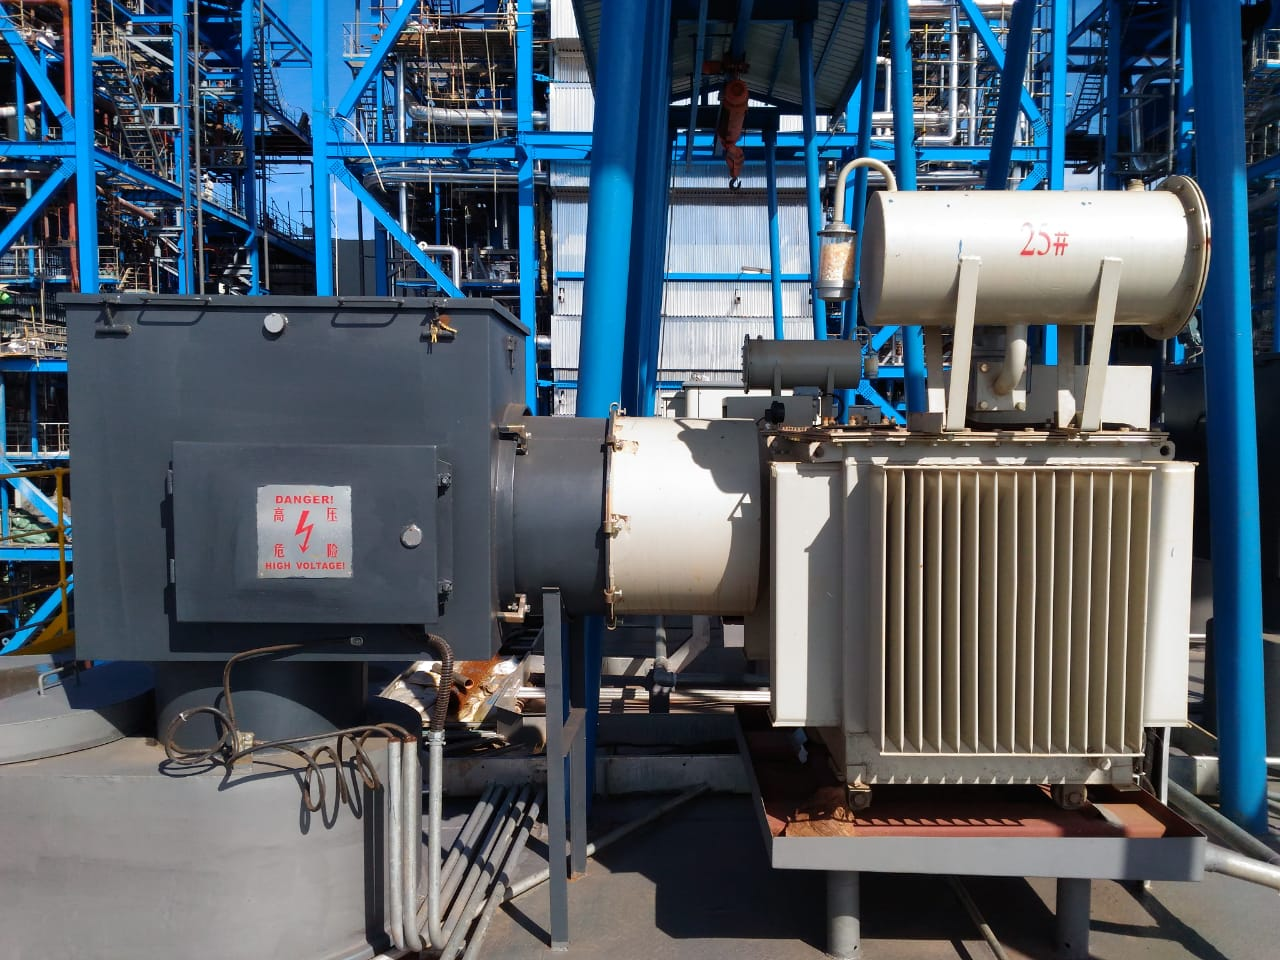 25#
DANGER!
高 压
危 险
HIGH VOLTAGE!